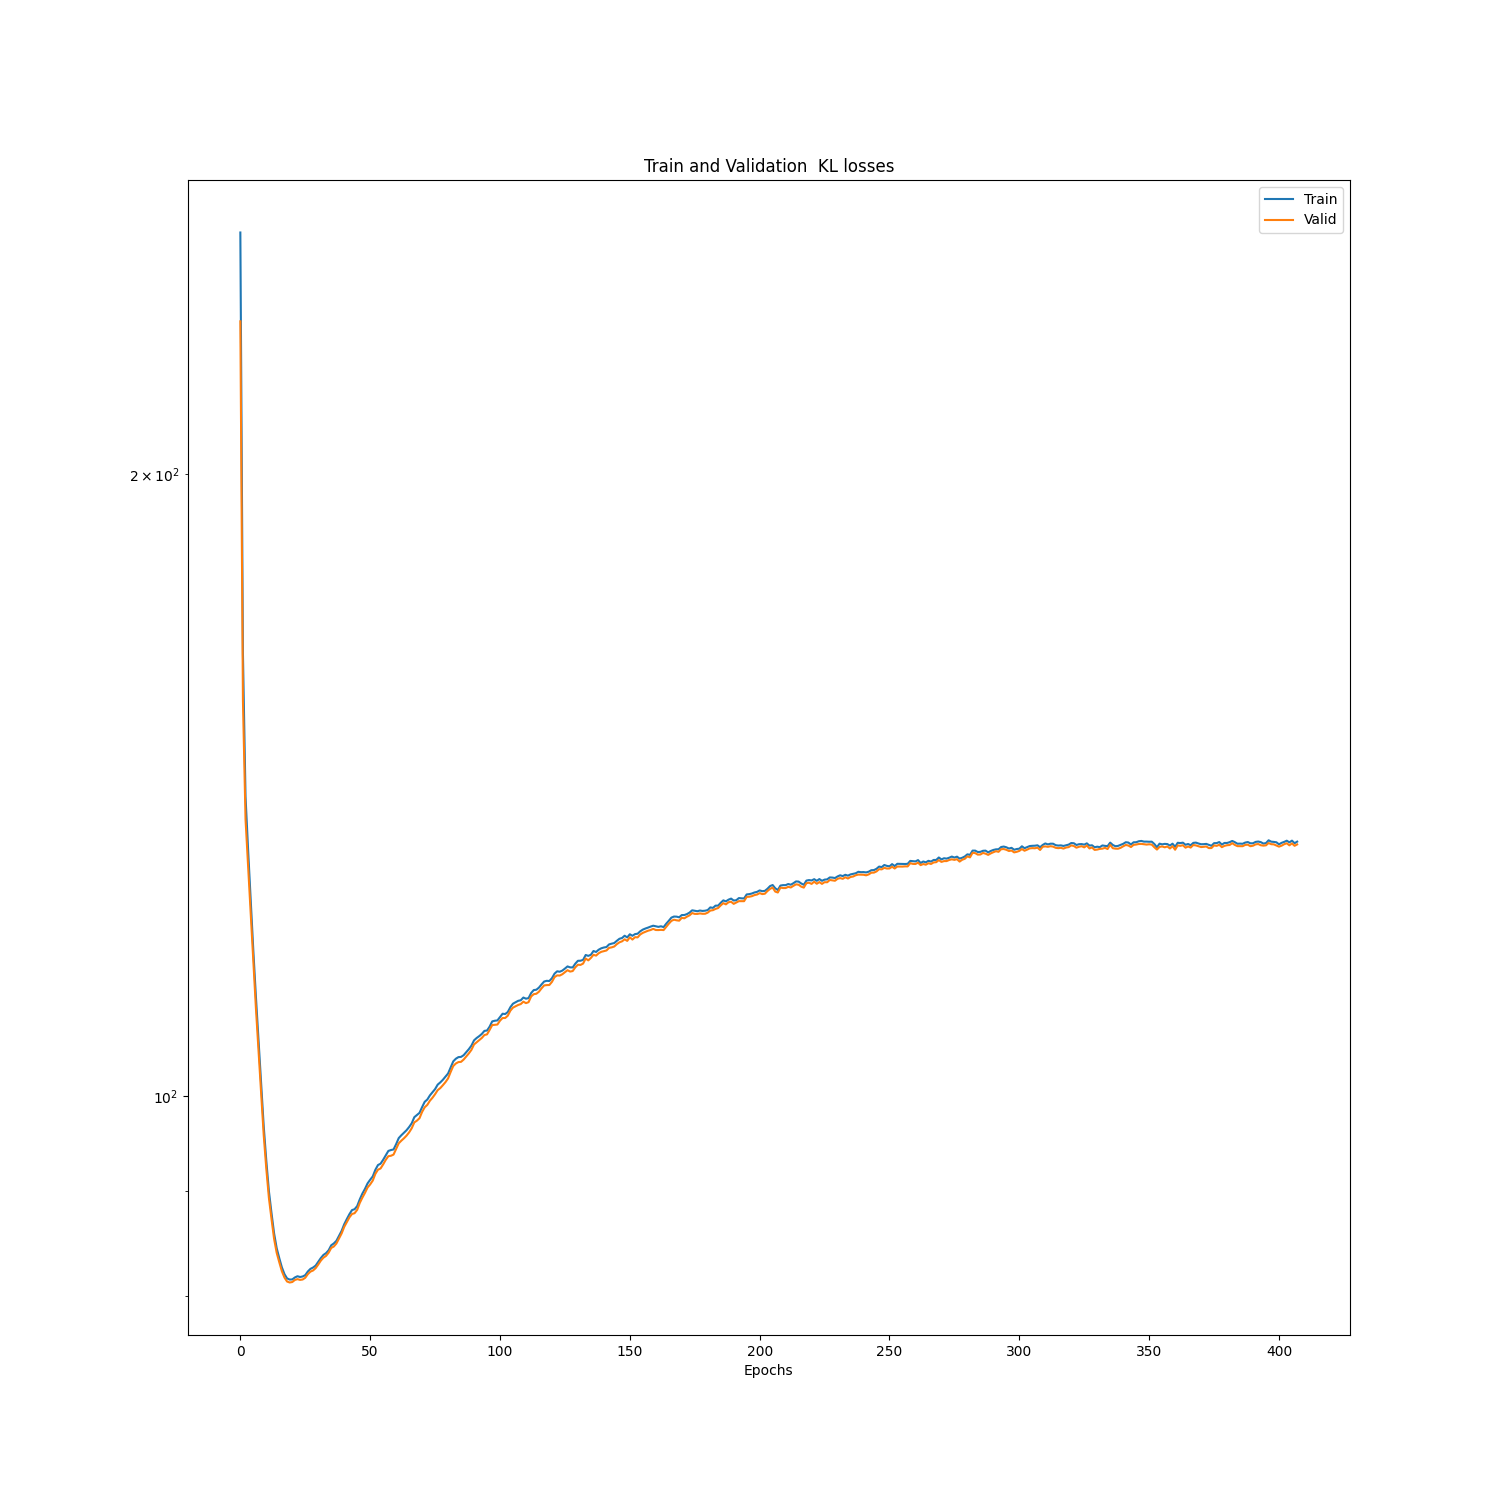 Train and Validation  KL losses
Train
Valid
2 × 10²
10²
0 50 100 150 200 250 300 350 400
Epochs